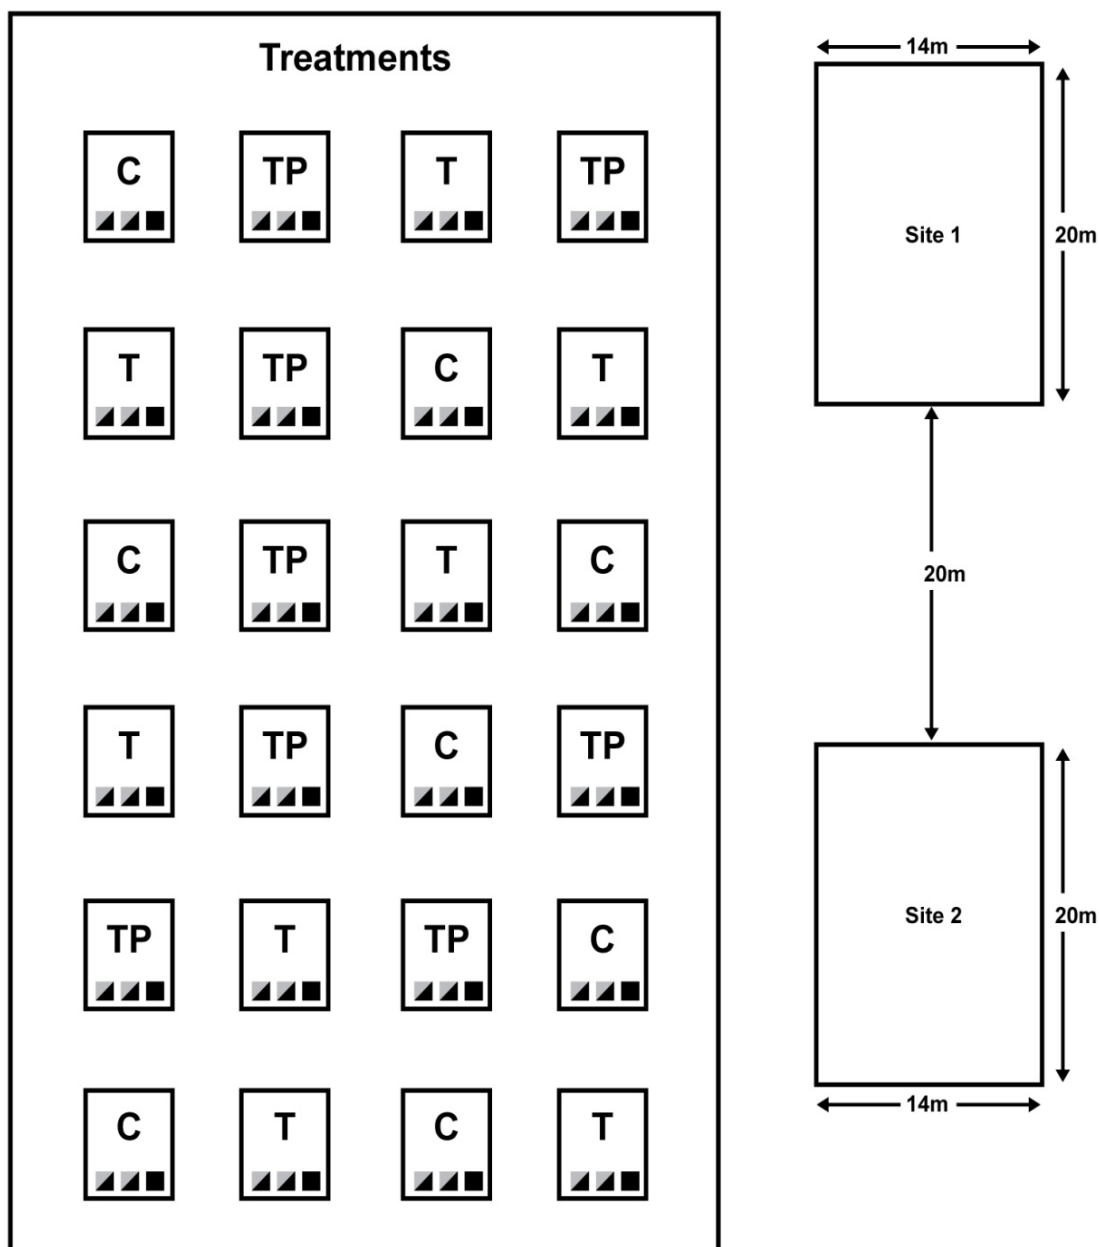 Treatments
C TP T TP
T TP C T
C TP T C
T TP C TP
TP T TP C
C T C T
14m
Site 1
20m
20m
Site 2
20m
14m